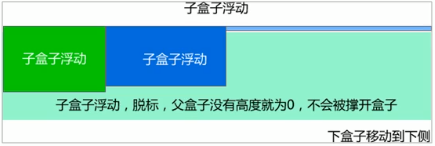 子盒子浮动
子盒子浮动 子盒子浮动
子盒子浮动，脱标，父盒子没有高度就为0，不会被撑开盒子
下盒子移动到下侧